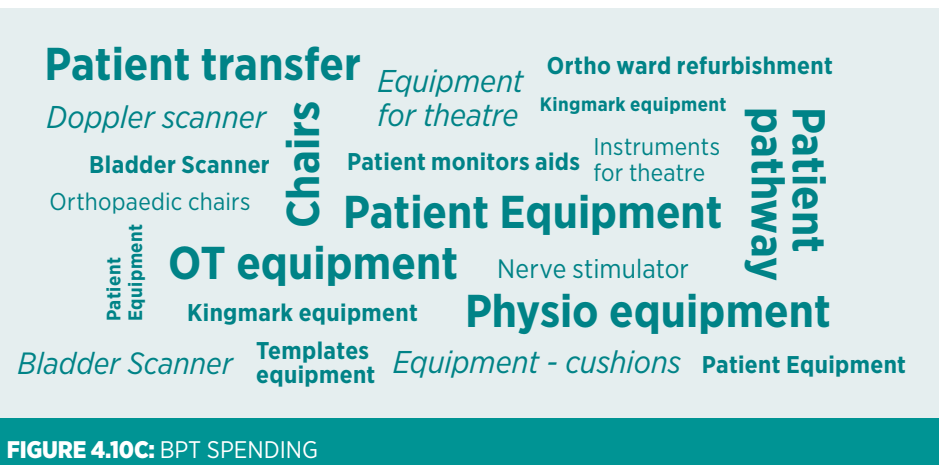 Patient transfer
Equipment
for theatre
Ortho ward refurbishment
Doppler scanner
Chairs
Kingmark equipment
Patient
pathway
Bladder Scanner
Patient monitors aids
Instruments
for theatre
Orthopaedic chairs
Patient Equipment
Patient
Equipment
OT equipment
Nerve stimulator
Kingmark equipment
Physio equipment
Bladder Scanner
Templates
equipment
Equipment - cushions
Patient Equipment
FIGURE 4.10C: BPT SPENDING